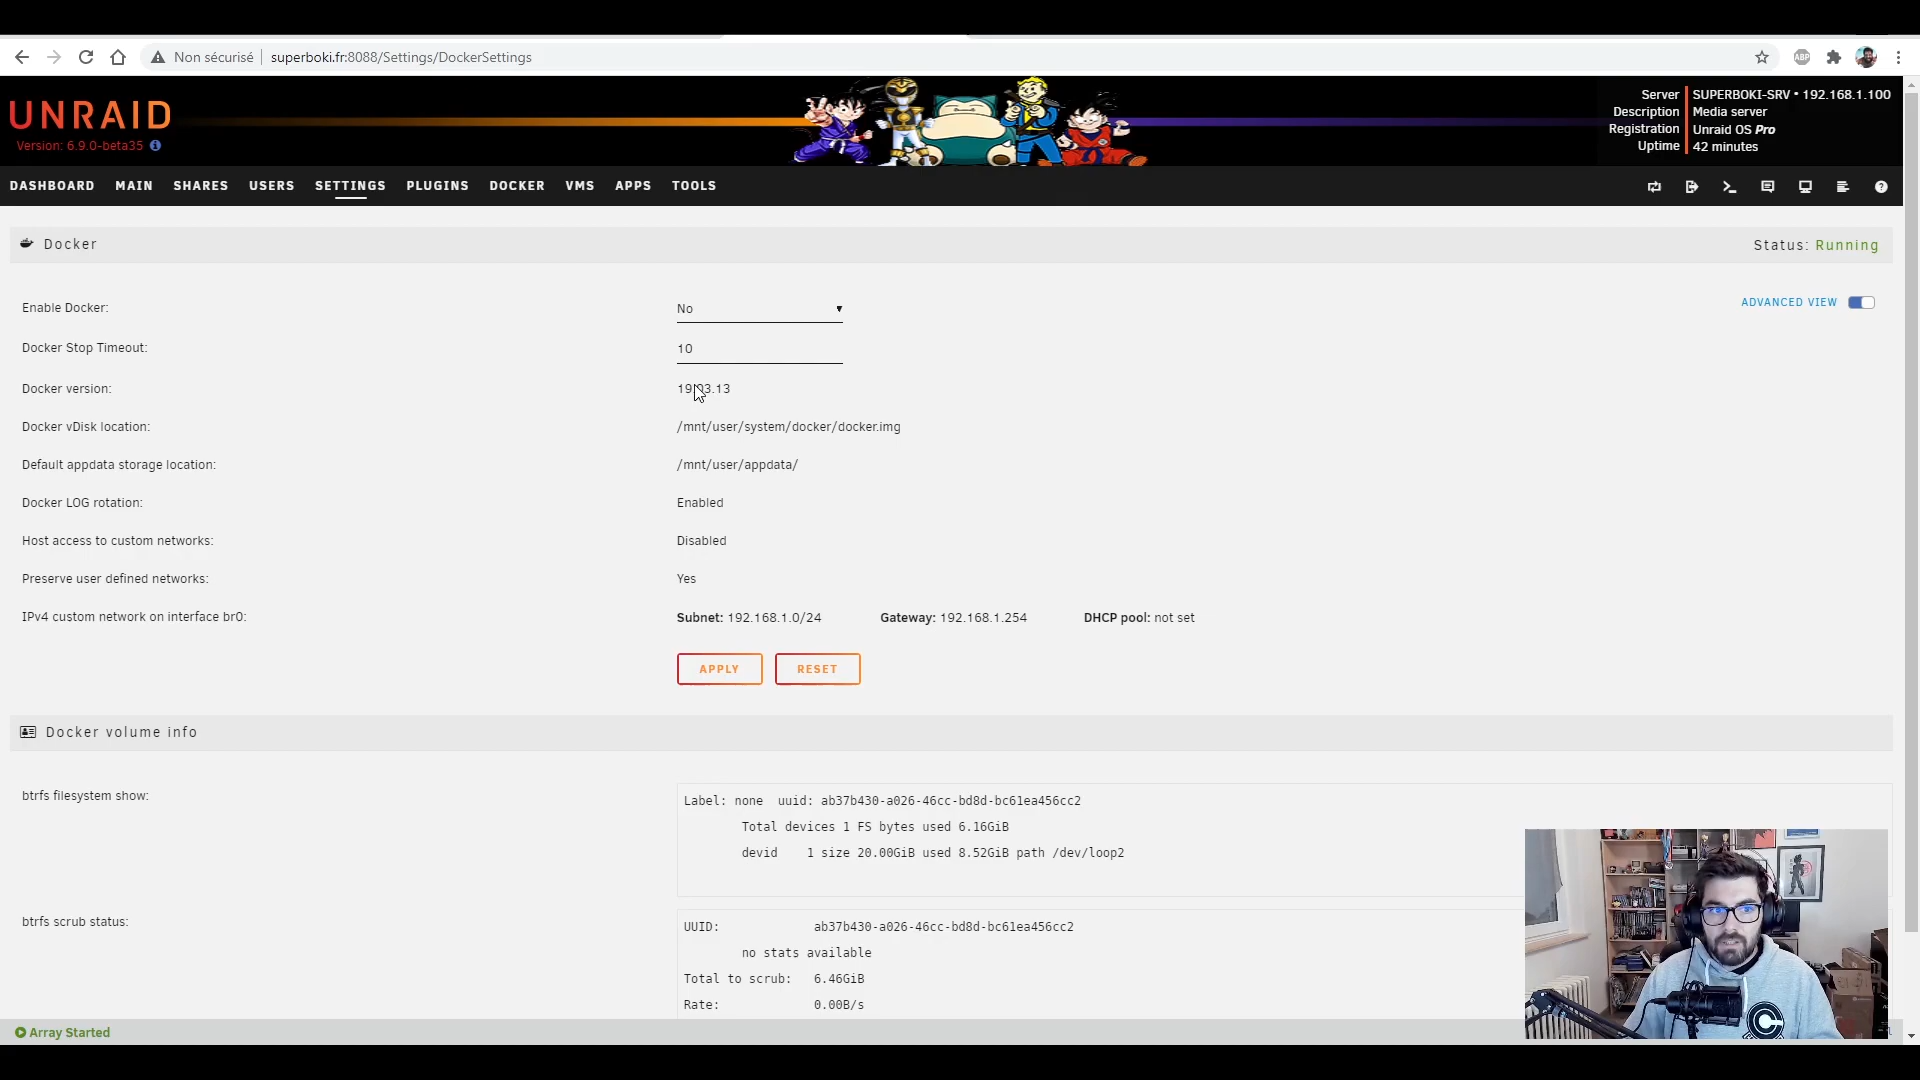 Non sécurisé
superboki.fr:8088/Settings/DockerSettings
ABP
UNRAID
Version: 6.9.0-beta35
Server SUPERBOKI-SRV • 192.168.1.100
Description Media server
Registration Unraid OS Pro
Uptime 42 minutes
DASHBOARD MAIN SHARES USERS SETTINGS PLUGINS DOCKER VMS APPS TOOLS
Docker
Status: Running
Enable Docker: No
ADVANCED VIEW
Docker Stop Timeout: 10
Docker version: 19.03.13
Docker vDisk location: /mnt/user/system/docker/docker.img
Default appdata storage location: /mnt/user/appdata/
Docker LOG rotation: Enabled
Host access to custom networks: Disabled
Preserve user defined networks: Yes
IPv4 custom network on interface br0: Subnet: 192.168.1.0/24 Gateway: 192.168.1.254 DHCP pool: not set
APPLY RESET
Docker volume info
btrfs filesystem show:
Label: none uuid: ab37b430-a026-46cc-bd8d-bc61ea456cc2
Total devices 1 FS bytes used 6.16GiB
devid 1 size 20.00GiB used 8.52GiB path /dev/loop2
btrfs scrub status:
UUID: ab37b430-a026-46cc-bd8d-bc61ea456cc2
no stats available
Total to scrub: 6.46GiB
Rate: 0.00B/s
Array Started